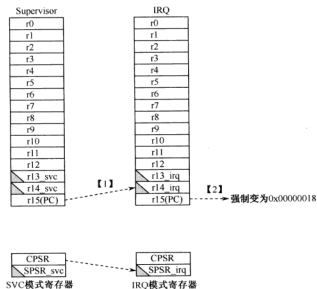 Supervisor IRQ
r0 r0
r1 r1
r2 r2
r3 r3
r4 r4
r5 r5
r6 r6
r7 r7
r8 r8
r9 r9
r10 r10
r11 r11
r12 r12
r13_svc r13_irq
r14_svc 【1】 r14_irq 【2】
r15(PC) r15(PC) 强制变为0x00000018
CPSR CPSR
SPSR_svc SPSR_irq
SVC模式寄存器 IRQ模式寄存器